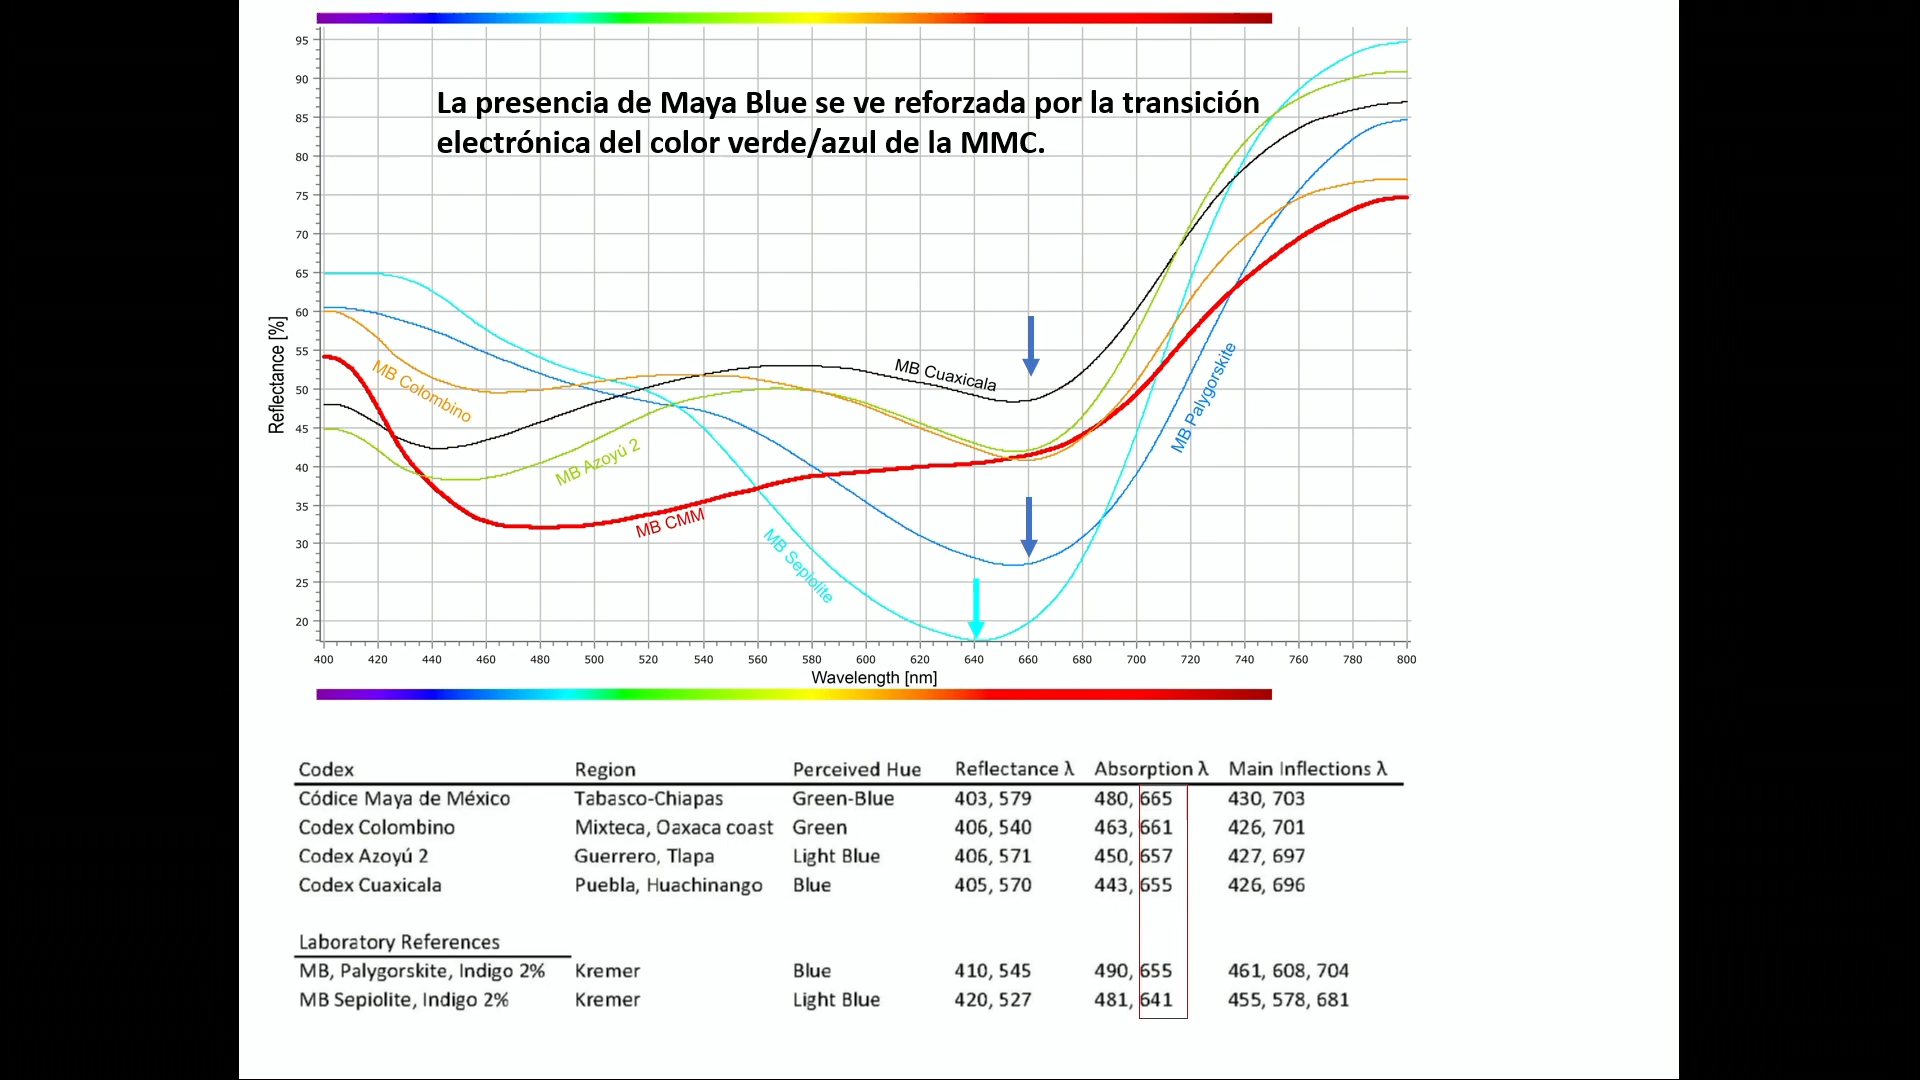 La presencia de Maya Blue se ve reforzada por la transición
electrónica del color verde/azul de la MMC.
95
90
85
80
75
70
65
60
55
50
45
40
35
30
25
20
Reflectance [%]
MB Colombino
MB Azoyú 2
MB CMM
MB Sepiolite
MB Cuaxicala
MB Palygorskite
400 420 440 460 480 500 520 540 560 580 600 620 640 660 680 700 720 740 760 780 800
Wavelength [nm]
Codex Region Perceived Hue Reflectance λ Absorption λ Main Inflections λ
Códice Maya de México Tabasco-Chiapas Green-Blue 403, 579 480, 665 430, 703
Codex Colombino Mixteca, Oaxaca coast Green 406, 540 463, 661 426, 701
Codex Azoyú 2 Guerrero, Tlapa Light Blue 406, 571 450, 657 427, 697
Codex Cuaxicala Puebla, Huachinango Blue 405, 570 443, 655 426, 696
Laboratory References
MB, Palygorskite, Indigo 2% Kremer Blue 410, 545 490, 655 461, 608, 704
MB Sepiolite, Indigo 2% Kremer Light Blue 420, 527 481, 641 455, 578, 681